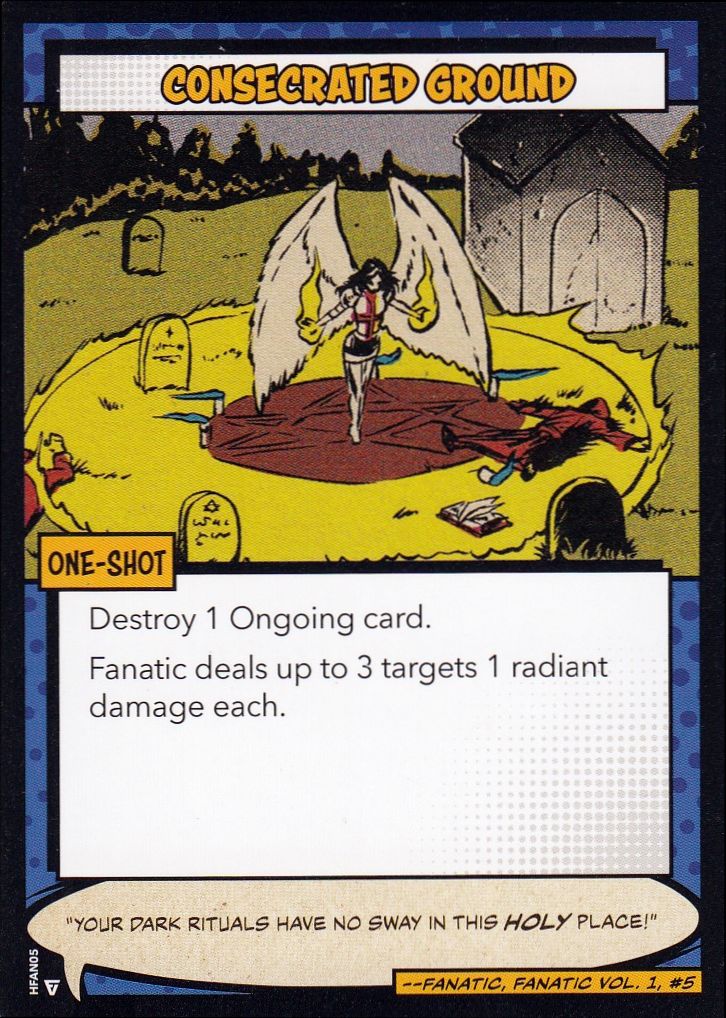 CONSECRATED GROUND
ONE-SHOT
Destroy 1 Ongoing card.
Fanatic deals up to 3 targets 1 radiant
damage each.
"YOUR DARK RITUALS HAVE NO SWAY IN THIS HOLY PLACE!"
--FANATIC, FANATIC VOL. 1, #5
HFAN05